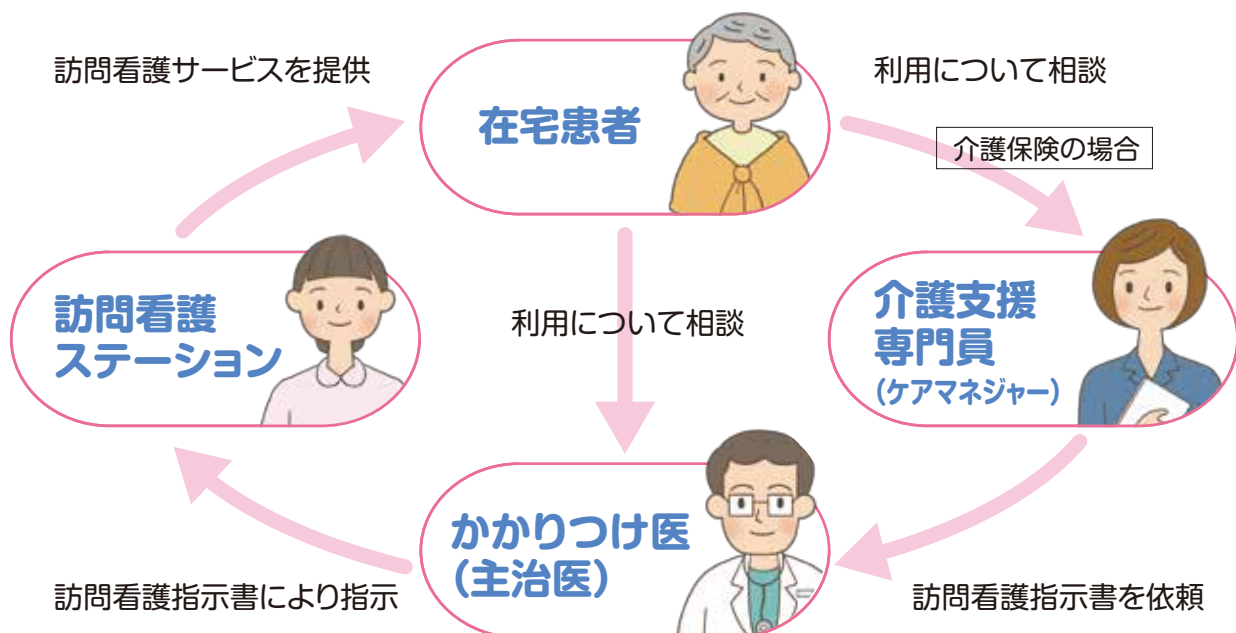 訪問看護サービスを提供
在宅患者
利用について相談
介護保険の場合
訪問看護
ステーション
利用について相談
介護支援
専門員
（ケアマネジャー）
かかりつけ医
（主治医）
訪問看護指示書により指示
訪問看護指示書を依頼